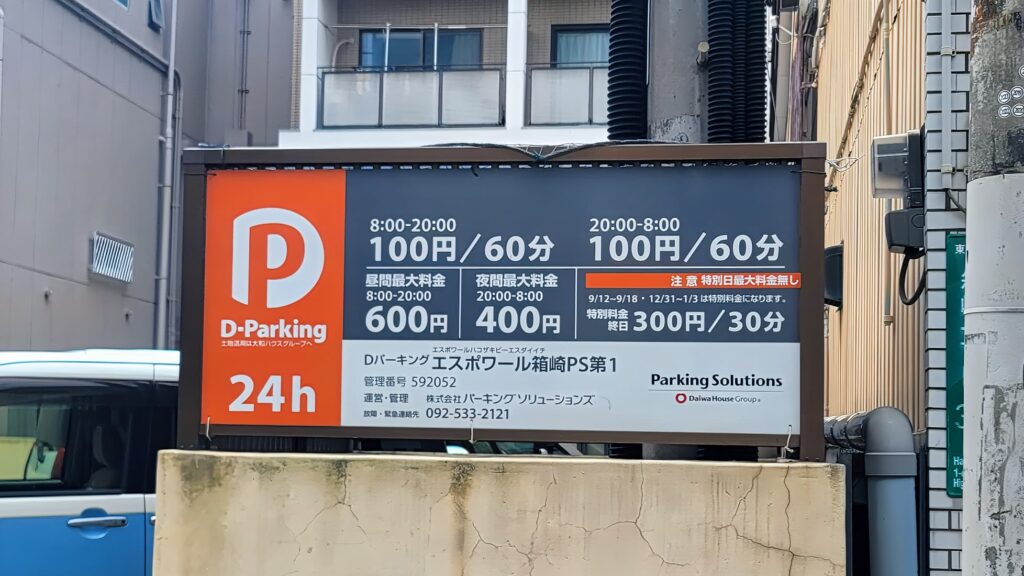 P
D-Parking
土地活用は大和ハウスグループへ
24h
8:00-20:00
100円/60分
20:00-8:00
100円/60分
昼間最大料金
8:00-20:00
600円
夜間最大料金
20:00-8:00
400円
注意 特別日最大料金無し
9/12~9/18・12/31~1/3は特別料金になります。
特別料金
終日 300円/30分
エスポワールハコザキピーエスダイイチ
Dパーキング エスポワール箱崎PS第1
管理番号 592052
運営・管理 株式会社パーキングソリューションズ
故障・緊急連絡先 092-533-2121
Parking Solutions
Daiwa House Group®
東